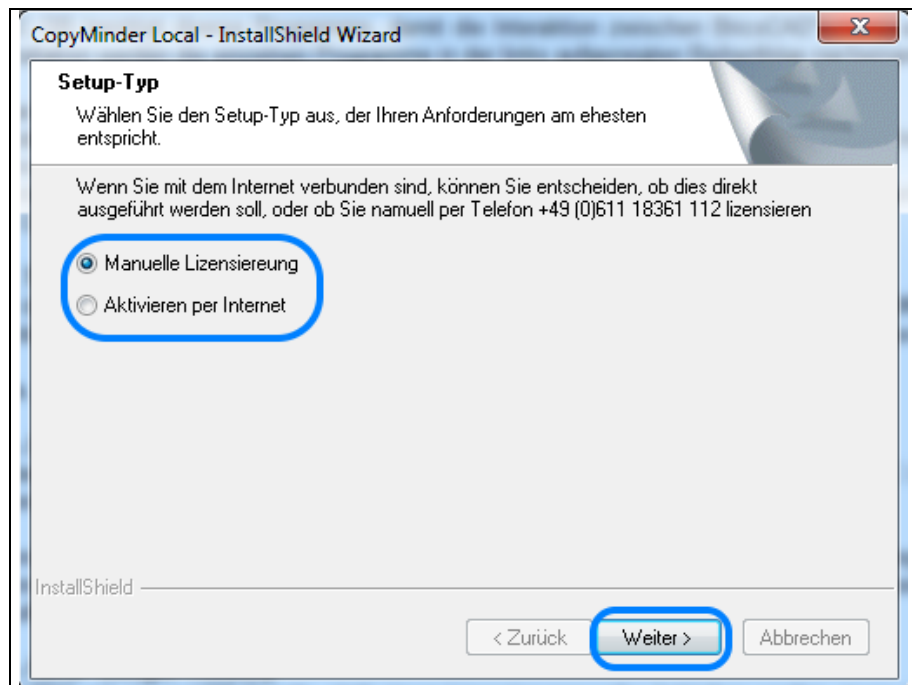 CopyMinder Local - InstallShield Wizard
Setup-Typ
Wählen Sie den Setup-Typ aus, der Ihren Anforderungen am ehesten
entspricht.
Wenn Sie mit dem Internet verbunden sind, können Sie entscheiden, ob dies direkt
ausgeführt werden soll, oder ob Sie namuell per Telefon +49 (0)611 18361 112 lizensieren
Manuelle Lizensiereung
Aktivieren per Internet
InstallShield
< Zurück
Weiter >
Abbrechen